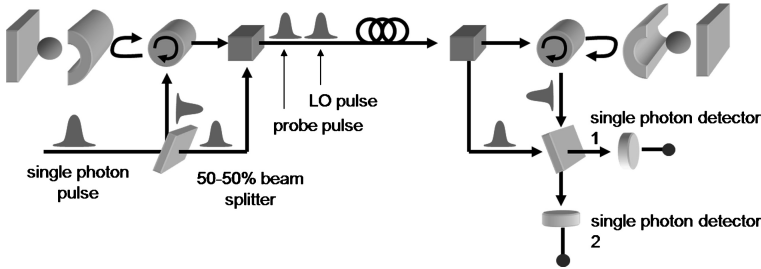 LO pulse
probe pulse
single photon
pulse
50-50% beam
splitter
single photon detector
1
single photon detector
2